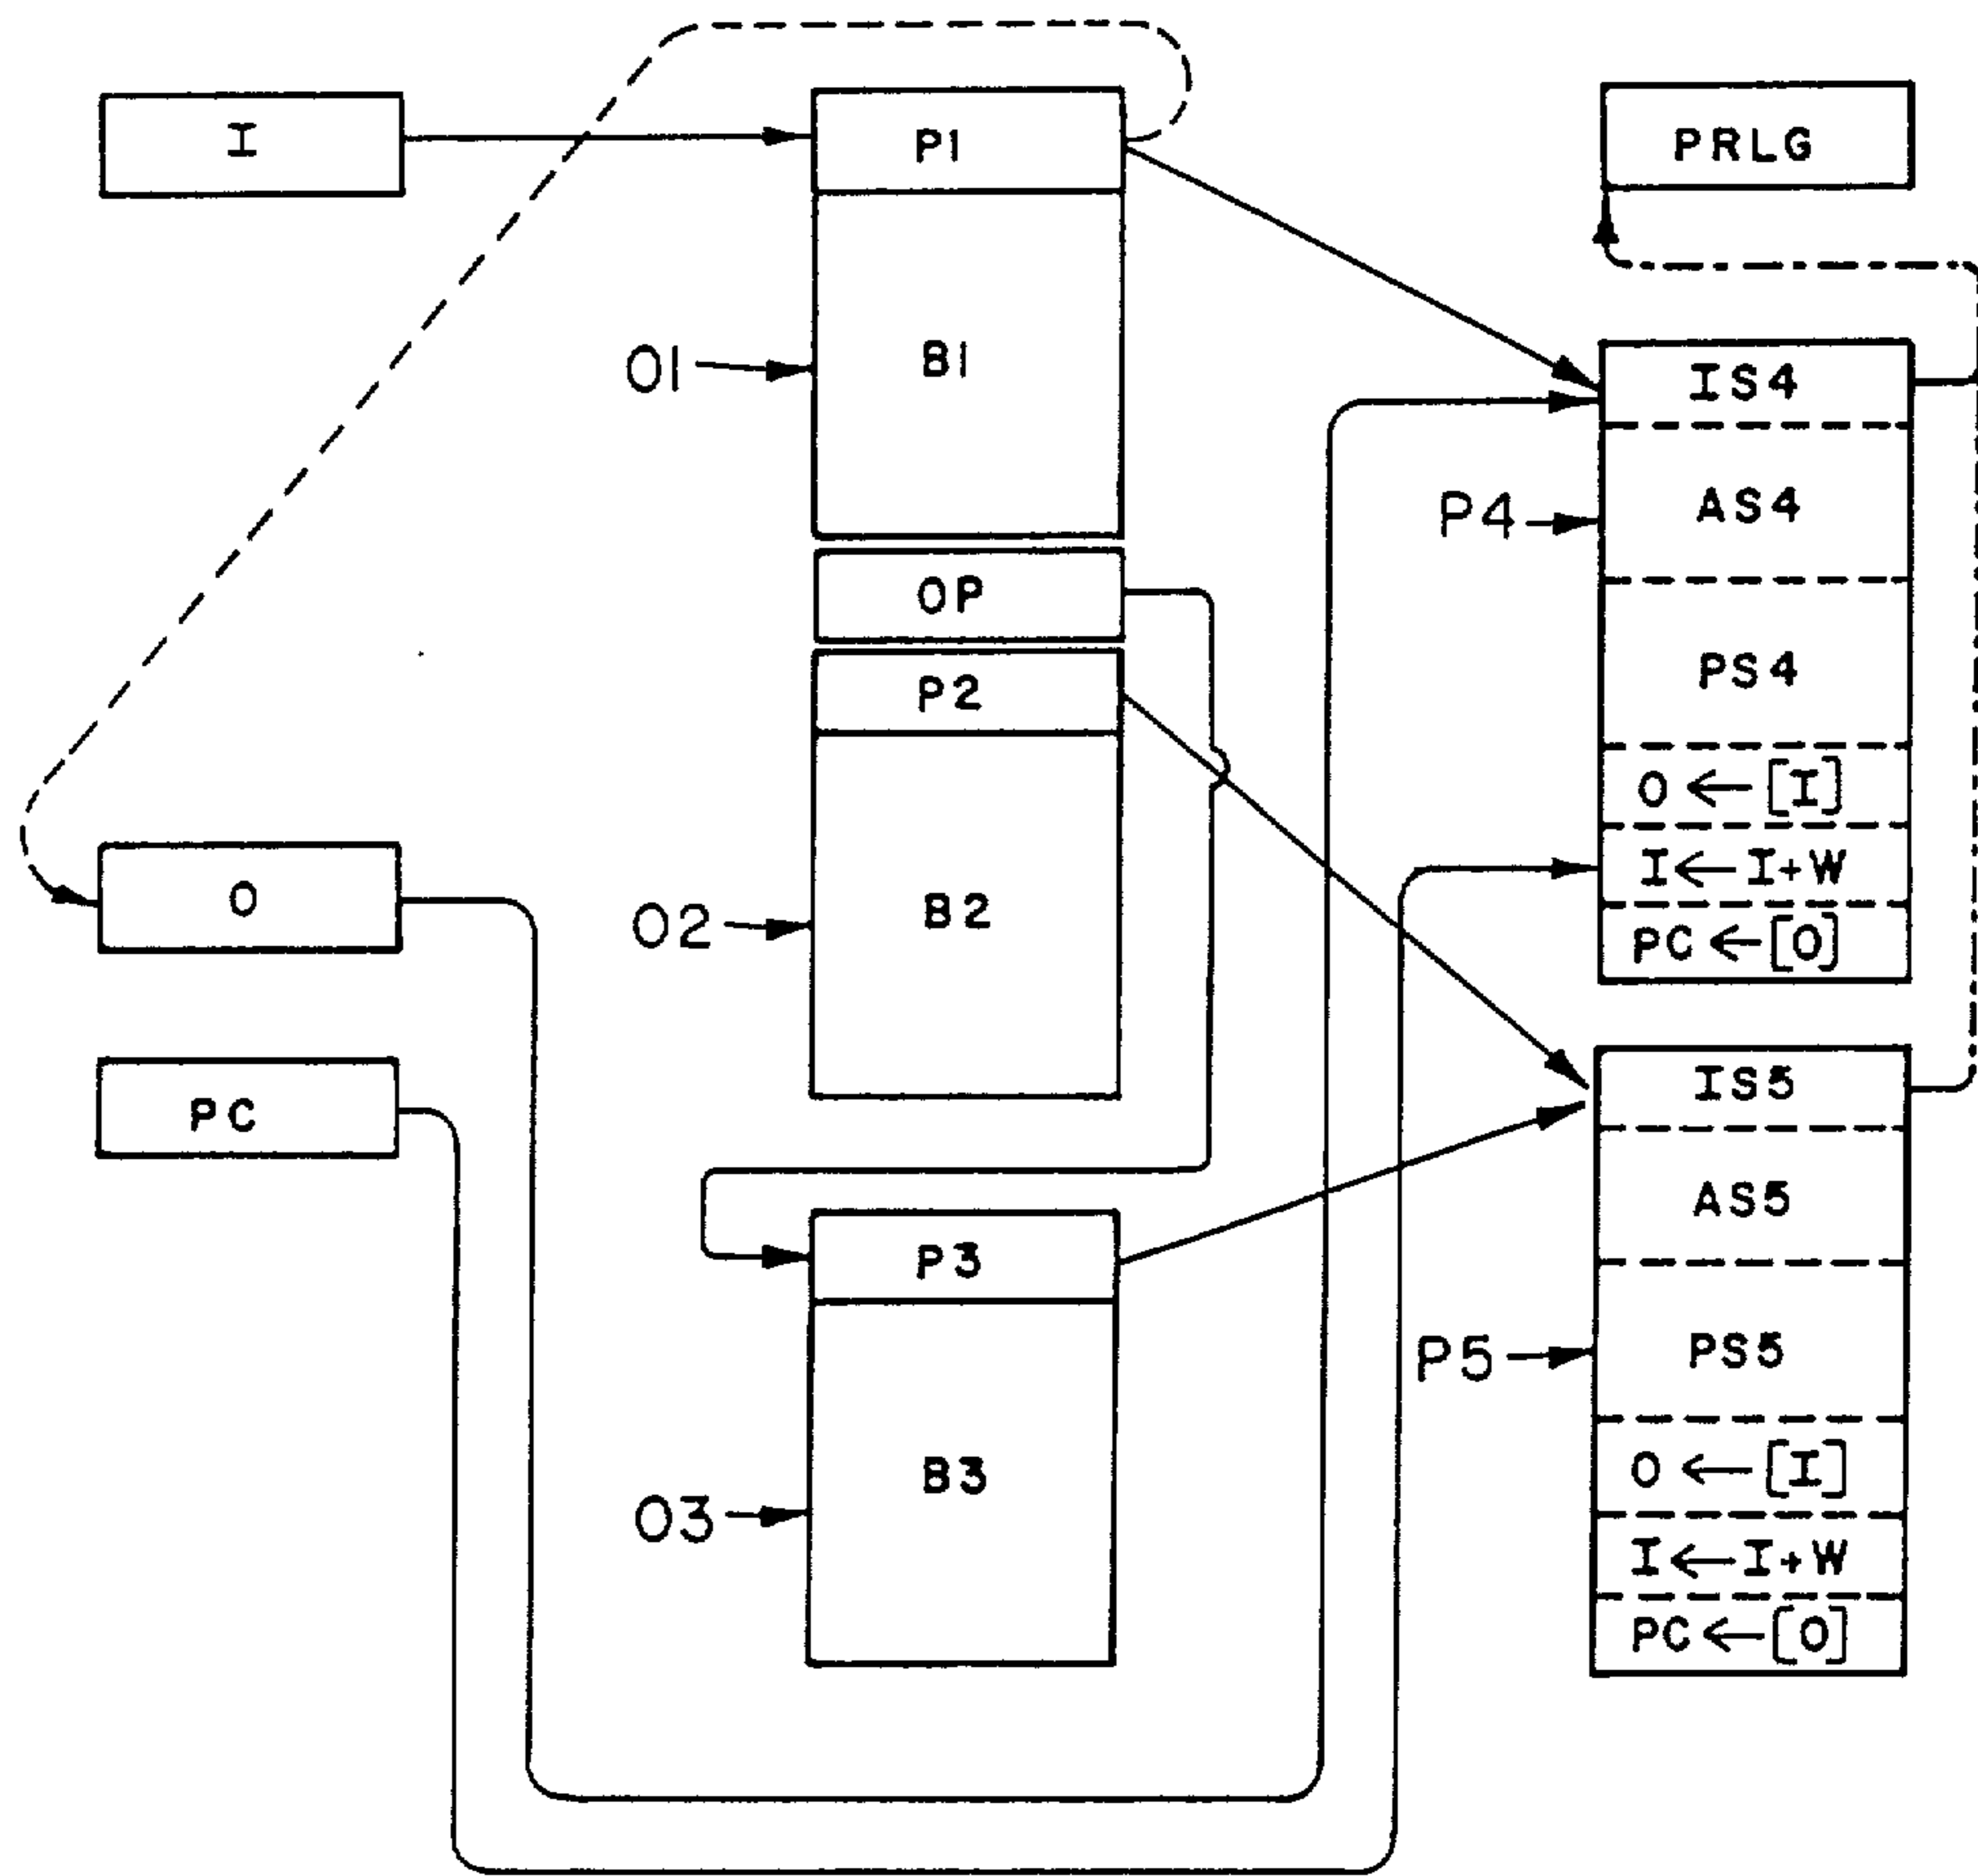 I
P1
PRLG
B1
O1
IS4
AS4
P4
OP
PS4
P2
O ← [I]
I ← I+W
O
B2
O2
PC ← [O]
PC
IS5
AS5
P3
PS5
P5
B3
O ← [I]
O3
I ← I+W
PC ← [O]